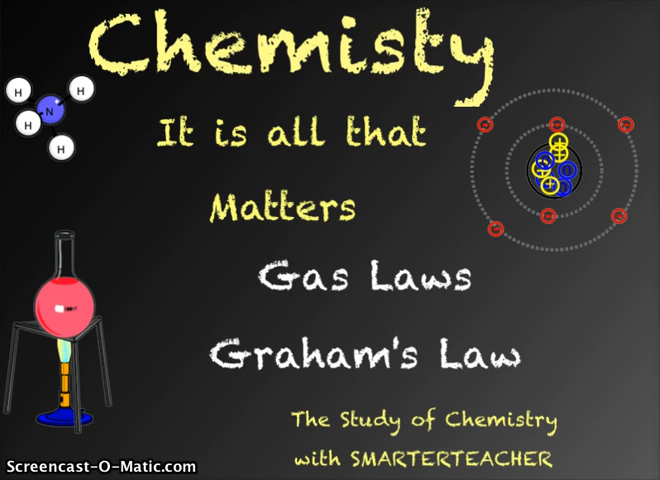 Chemisty
It is all that
Matters
Gas Laws
Graham's Law
The Study of Chemistry
with SMARTERTEACHER
H
H
N
H
H
Screencast-O-Matic.com